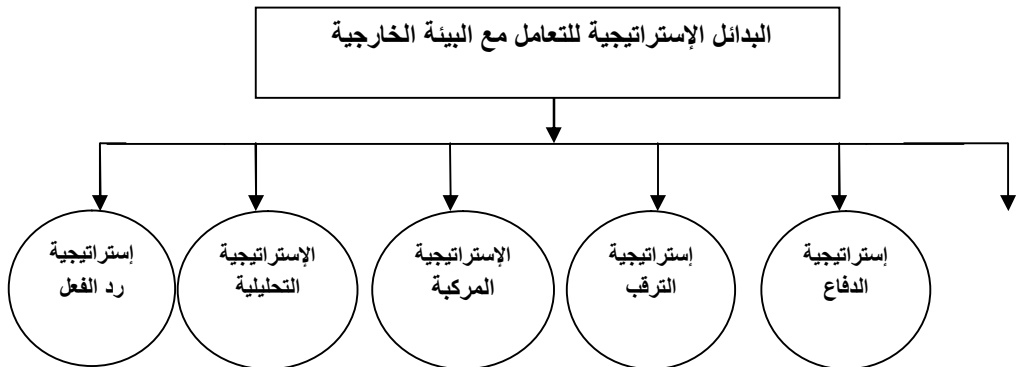 البدائل الإستراتيجية للتعامل مع البيئة الخارجية
إستراتيجية
الدفاع
إستراتيجية
الترقب
الإستراتيجية
المركبة
الإستراتيجية
التحليلية
إستراتيجية
رد الفعل